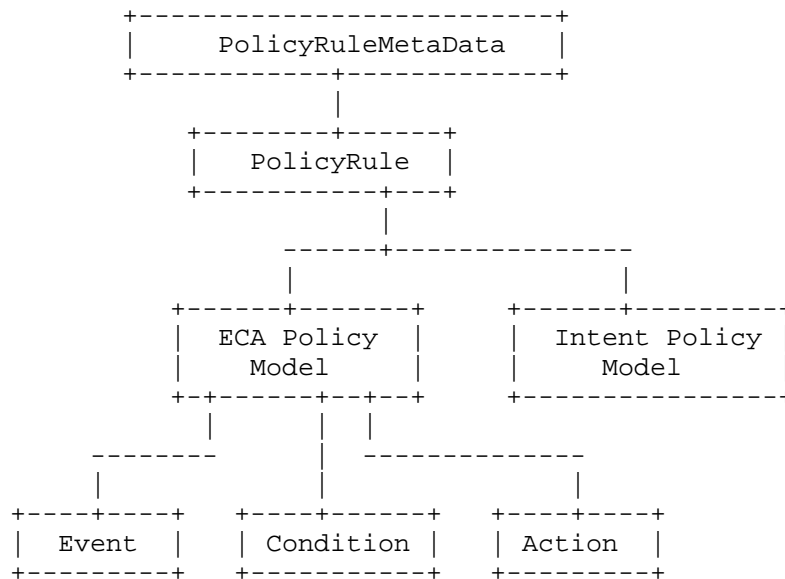 PolicyRuleMetaData
PolicyRule
ECA Policy Intent Policy
Model Model
Event Condition Action